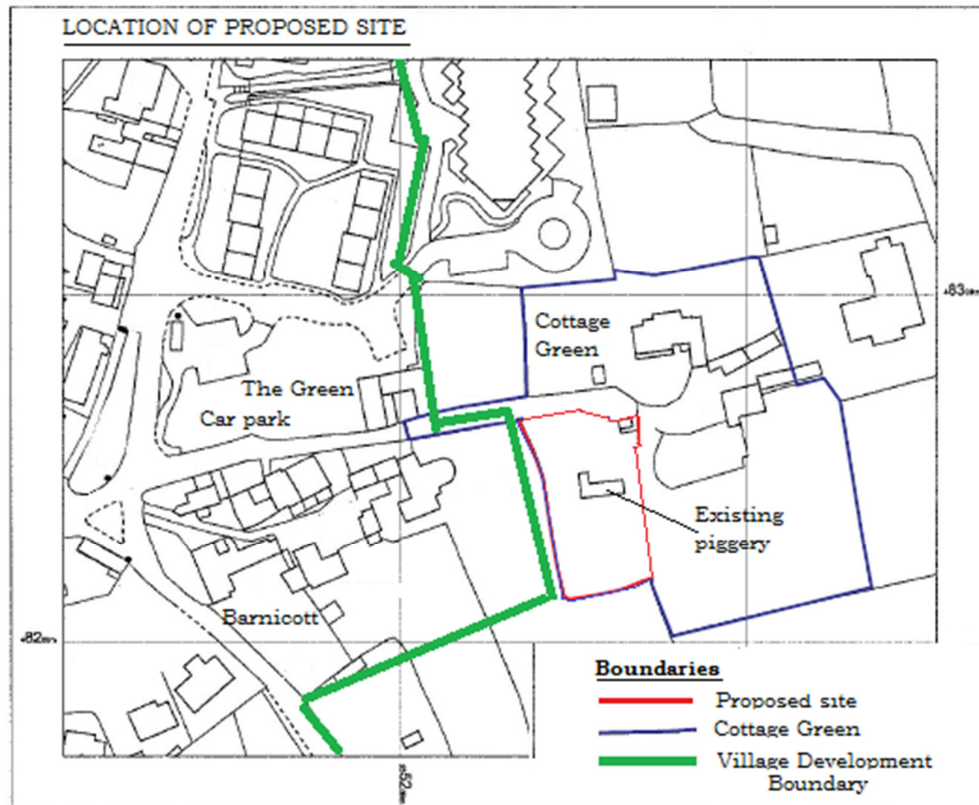 LOCATION OF PROPOSED SITE
Cottage
Green
The Green
Car park
Existing
piggery
Barnicott
Boundaries
Proposed site
Cottage Green
Village Development
Boundary